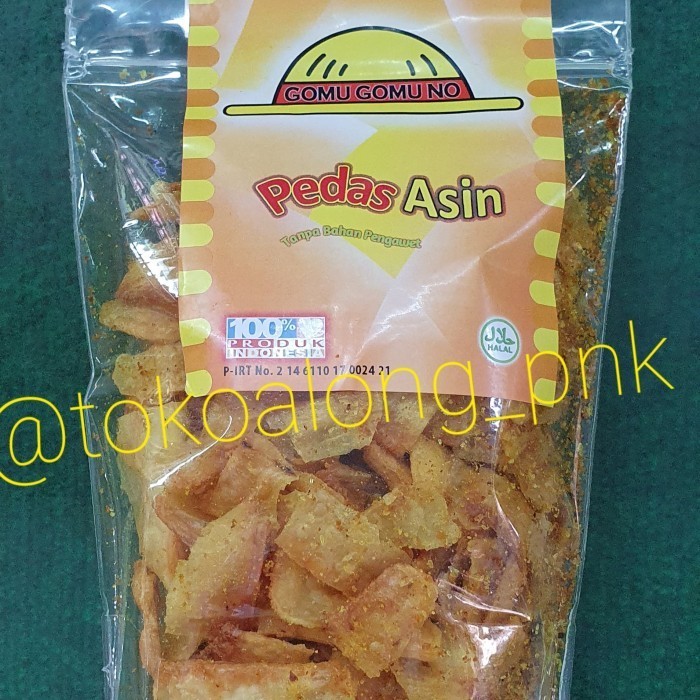 GOMU GOMU NO
Pedas Asin
Tanpa Bahan Pengawet
100%
PRODUK
INDONESIA
حلال
HALAL
P-IRT No. 2 14 6110 17 0024 21
@tokoalong_pnk